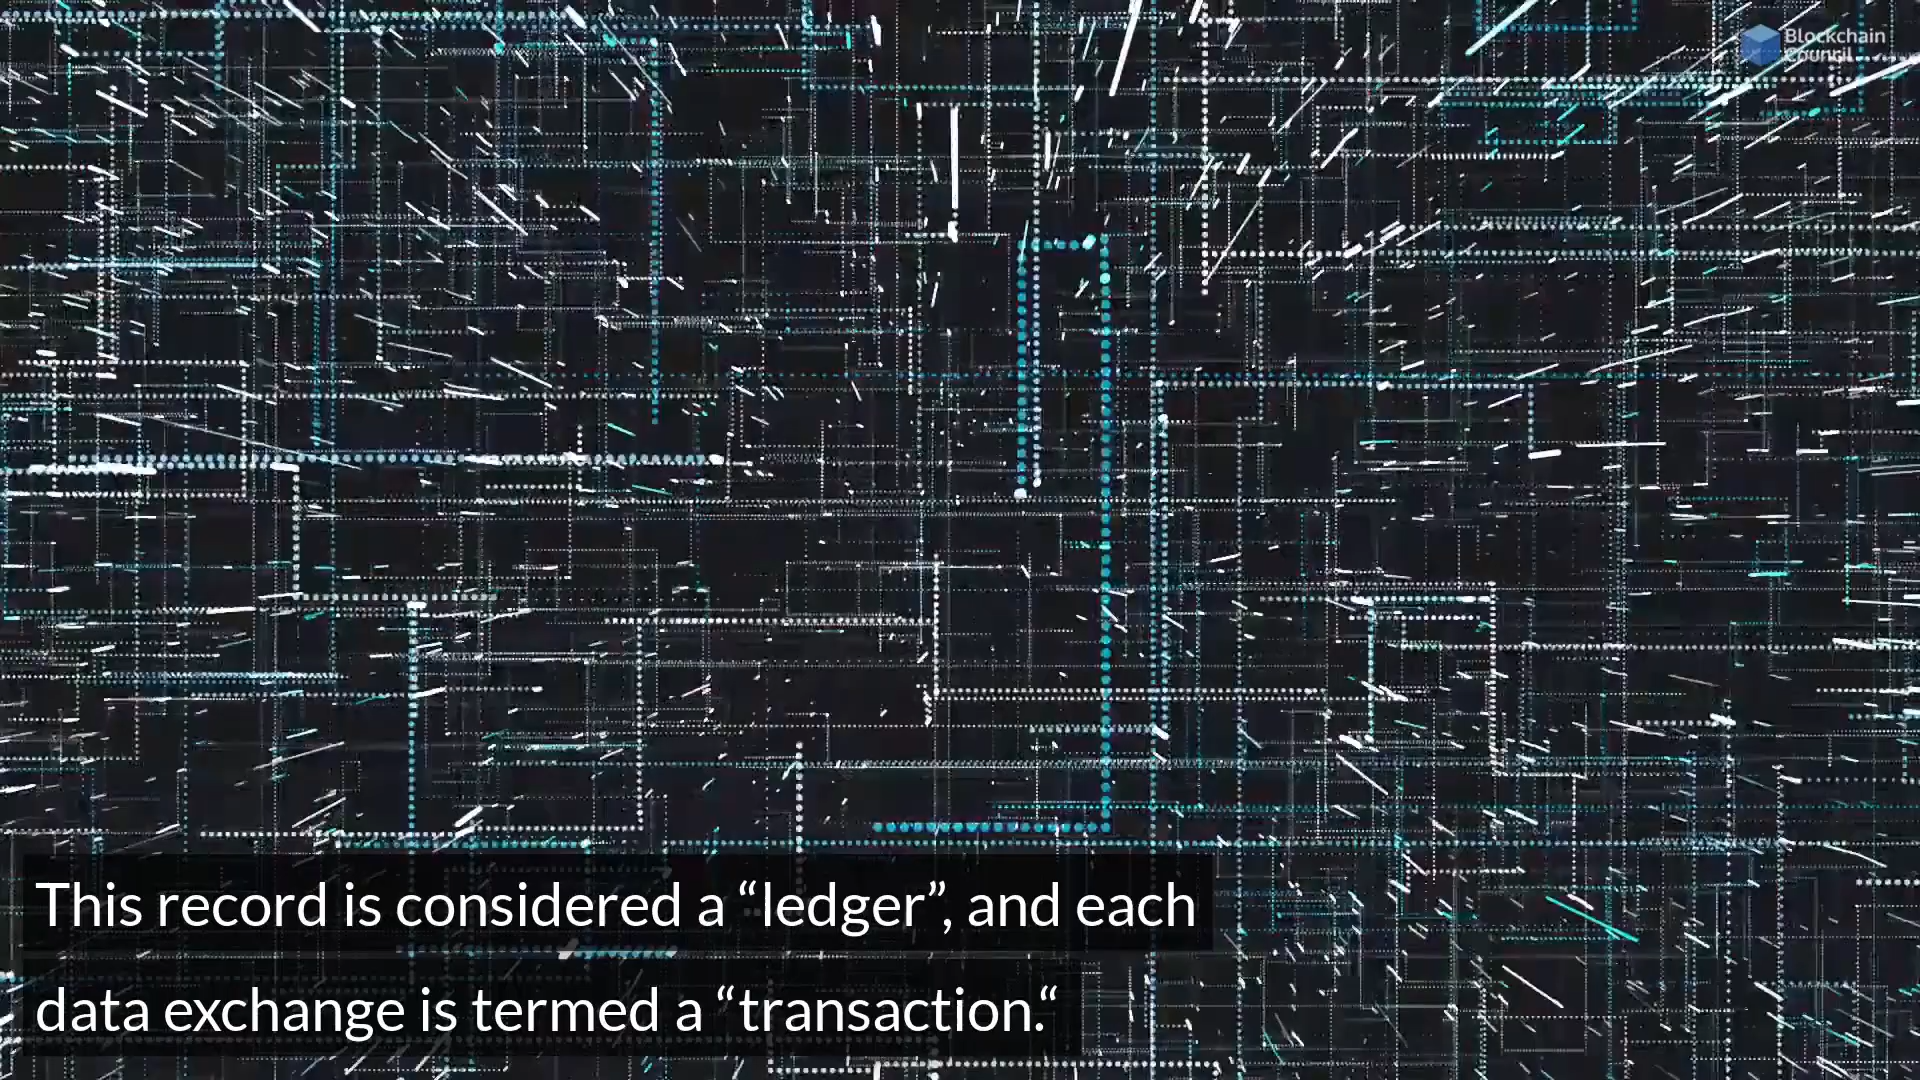 Blockchain
Council
This record is considered a “ledger”, and each
data exchange is termed a “transaction.“